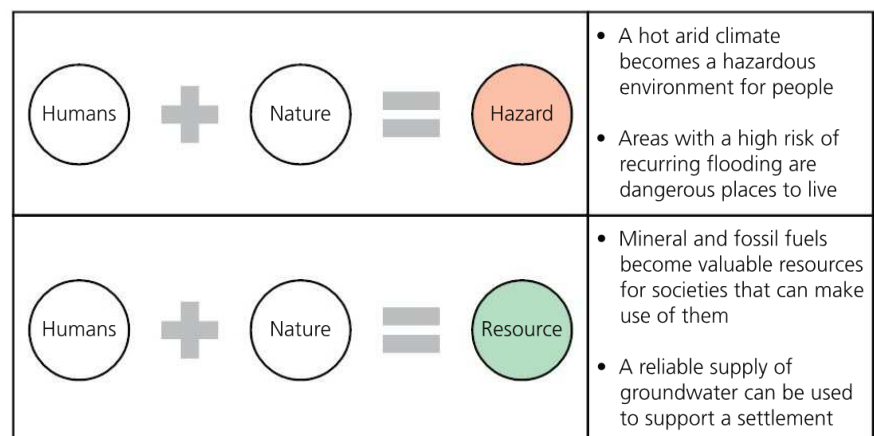 Humans
Nature
Hazard
• A hot arid climate
becomes a hazardous
environment for people
• Areas with a high risk of
recurring flooding are
dangerous places to live
Humans
Nature
Resource
• Mineral and fossil fuels
become valuable resources
for societies that can make
use of them
• A reliable supply of
groundwater can be used
to support a settlement